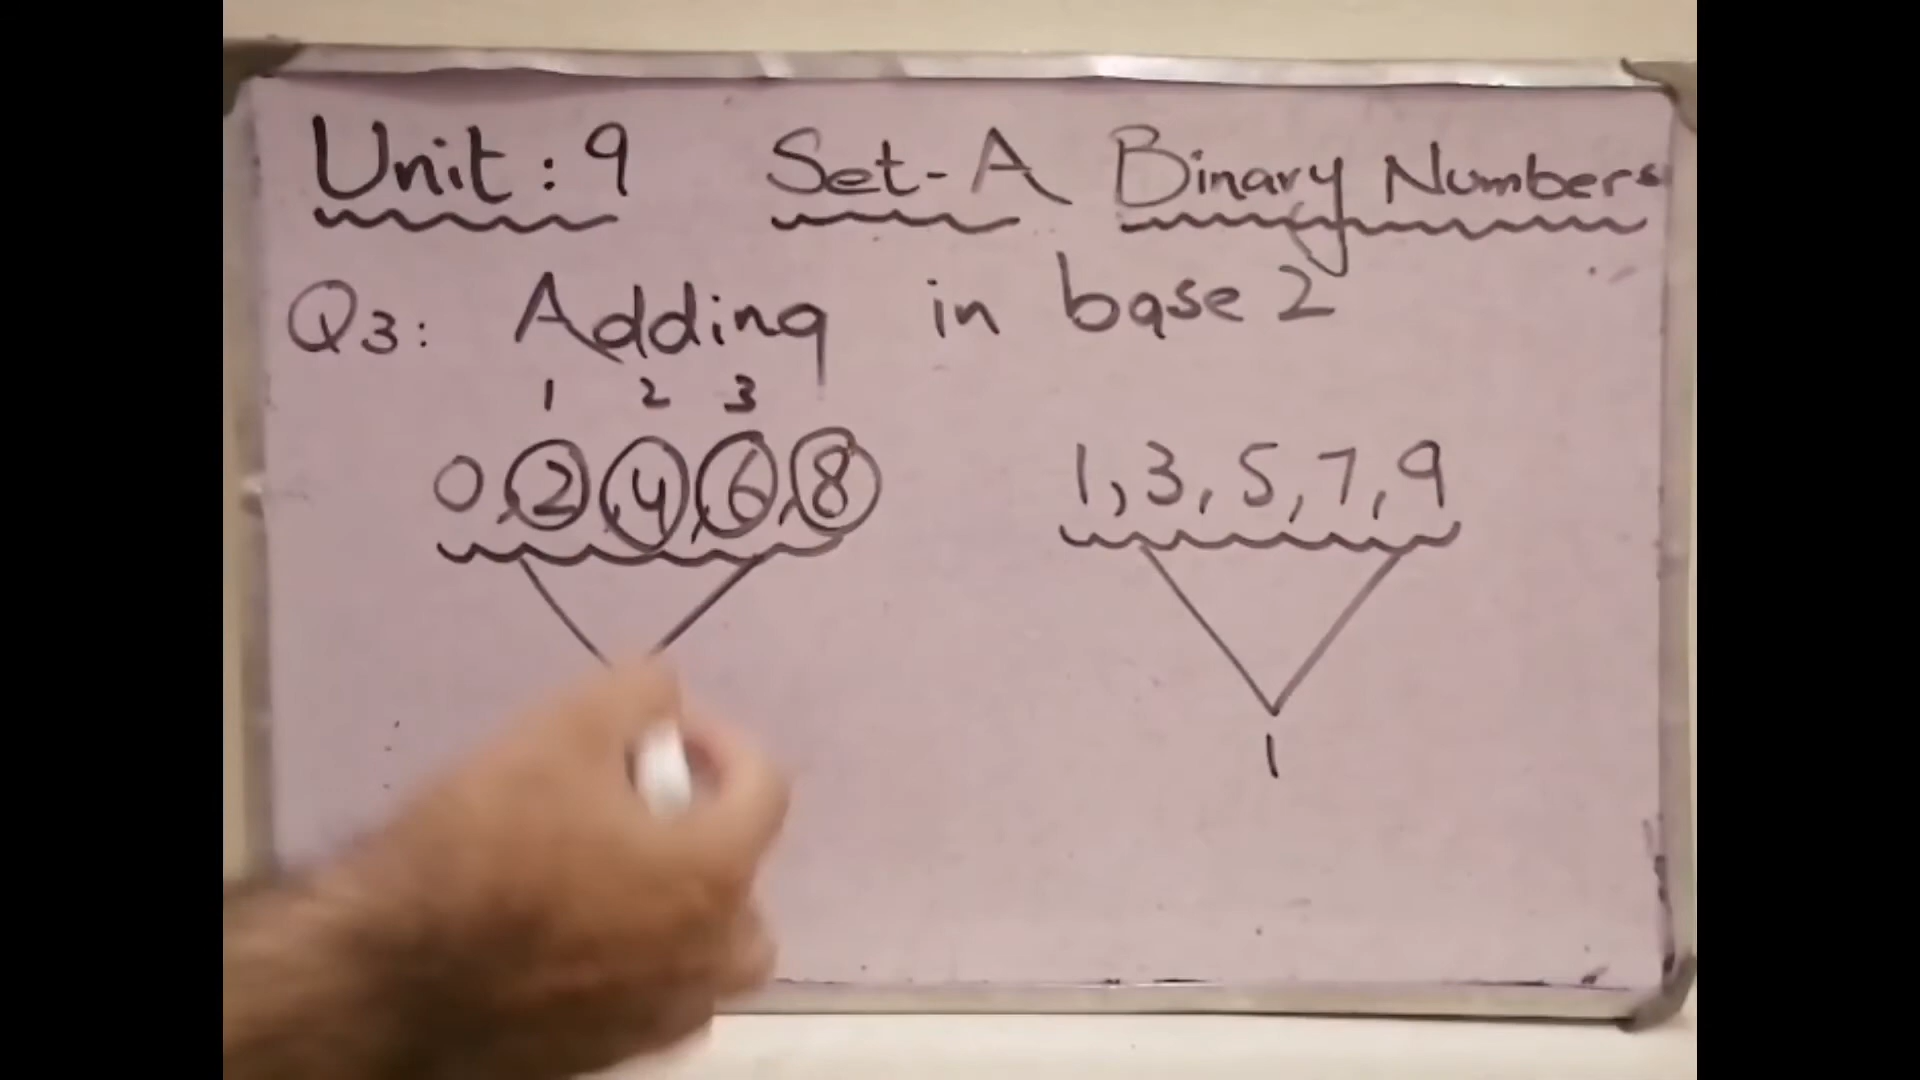 Unit: 9 Set-A Binary Numbers
Q3: Adding in base 2
1 2 3
0, 2, 4, 6, 8 1, 3, 5, 7, 9
1